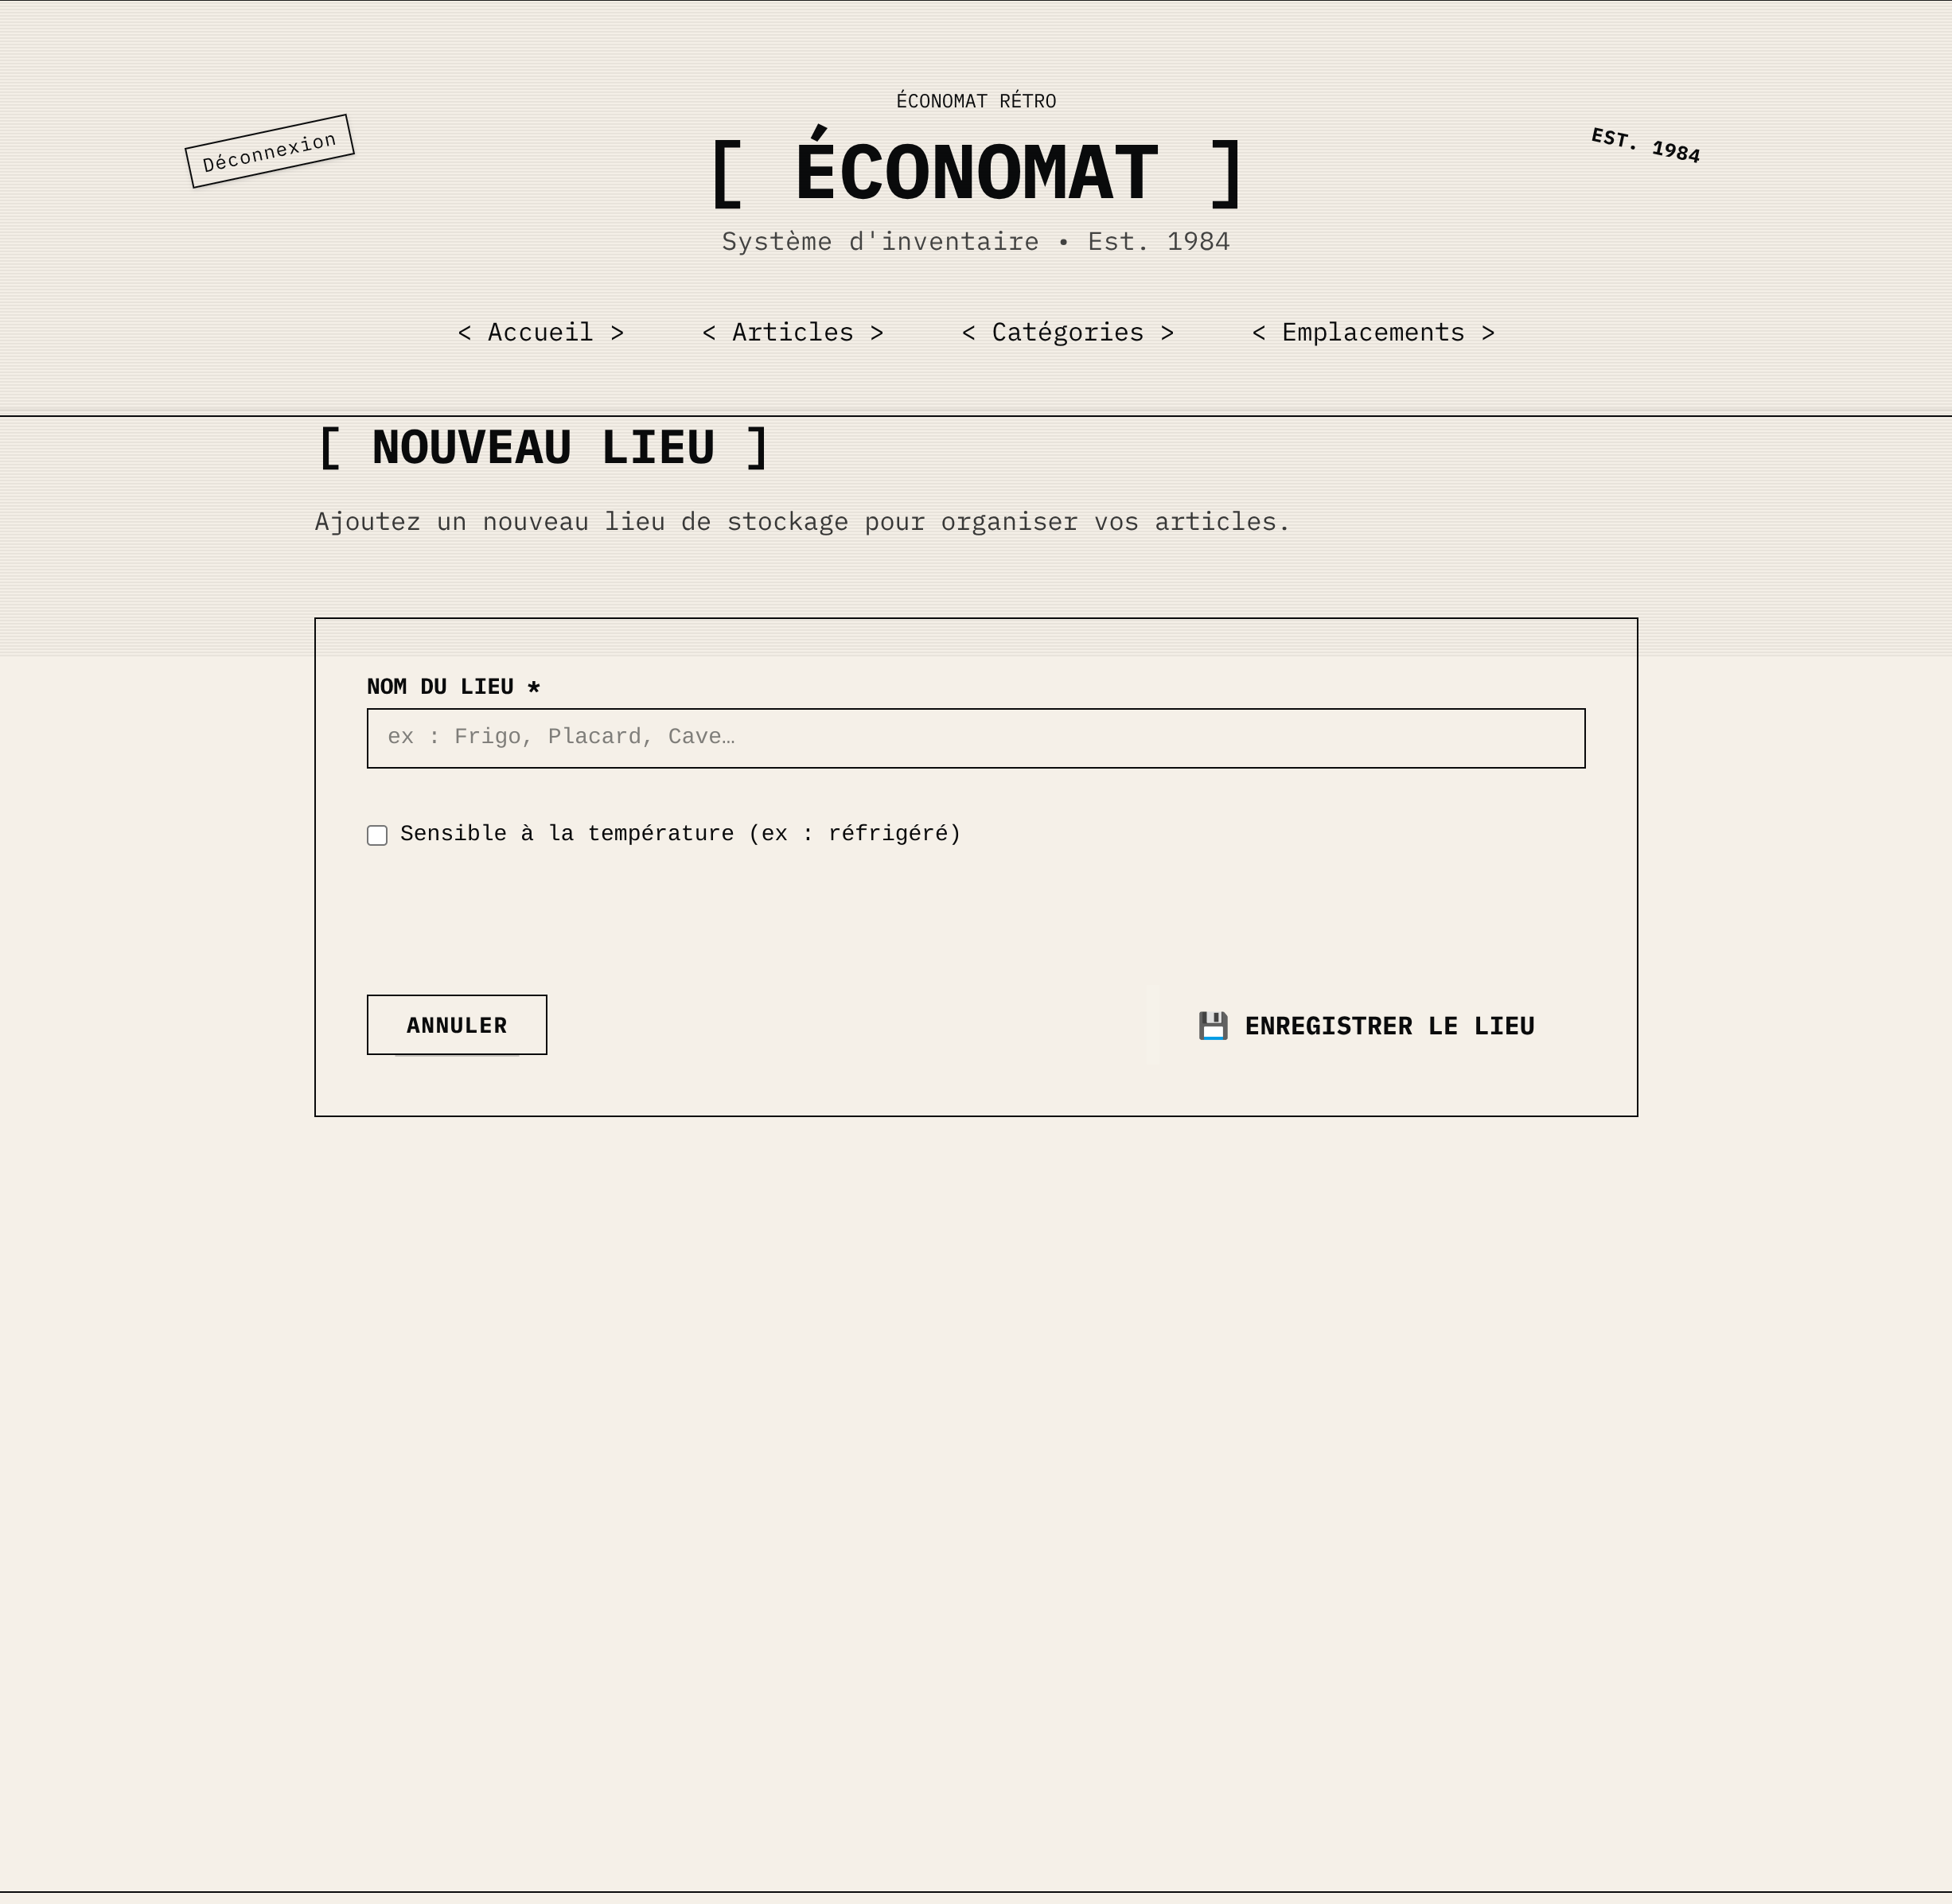 ÉCONOMAT RÉTRO
Déconnexion
[ ÉCONOMAT ]
EST. 1984
Système d'inventaire • Est. 1984
< Accueil >
< Articles >
< Catégories >
< Emplacements >
[ NOUVEAU LIEU ]
Ajoutez un nouveau lieu de stockage pour organiser vos articles.
NOM DU LIEU *
ex : Frigo, Placard, Cave…
Sensible à la température (ex : réfrigéré)
ANNULER
💾 ENREGISTRER LE LIEU